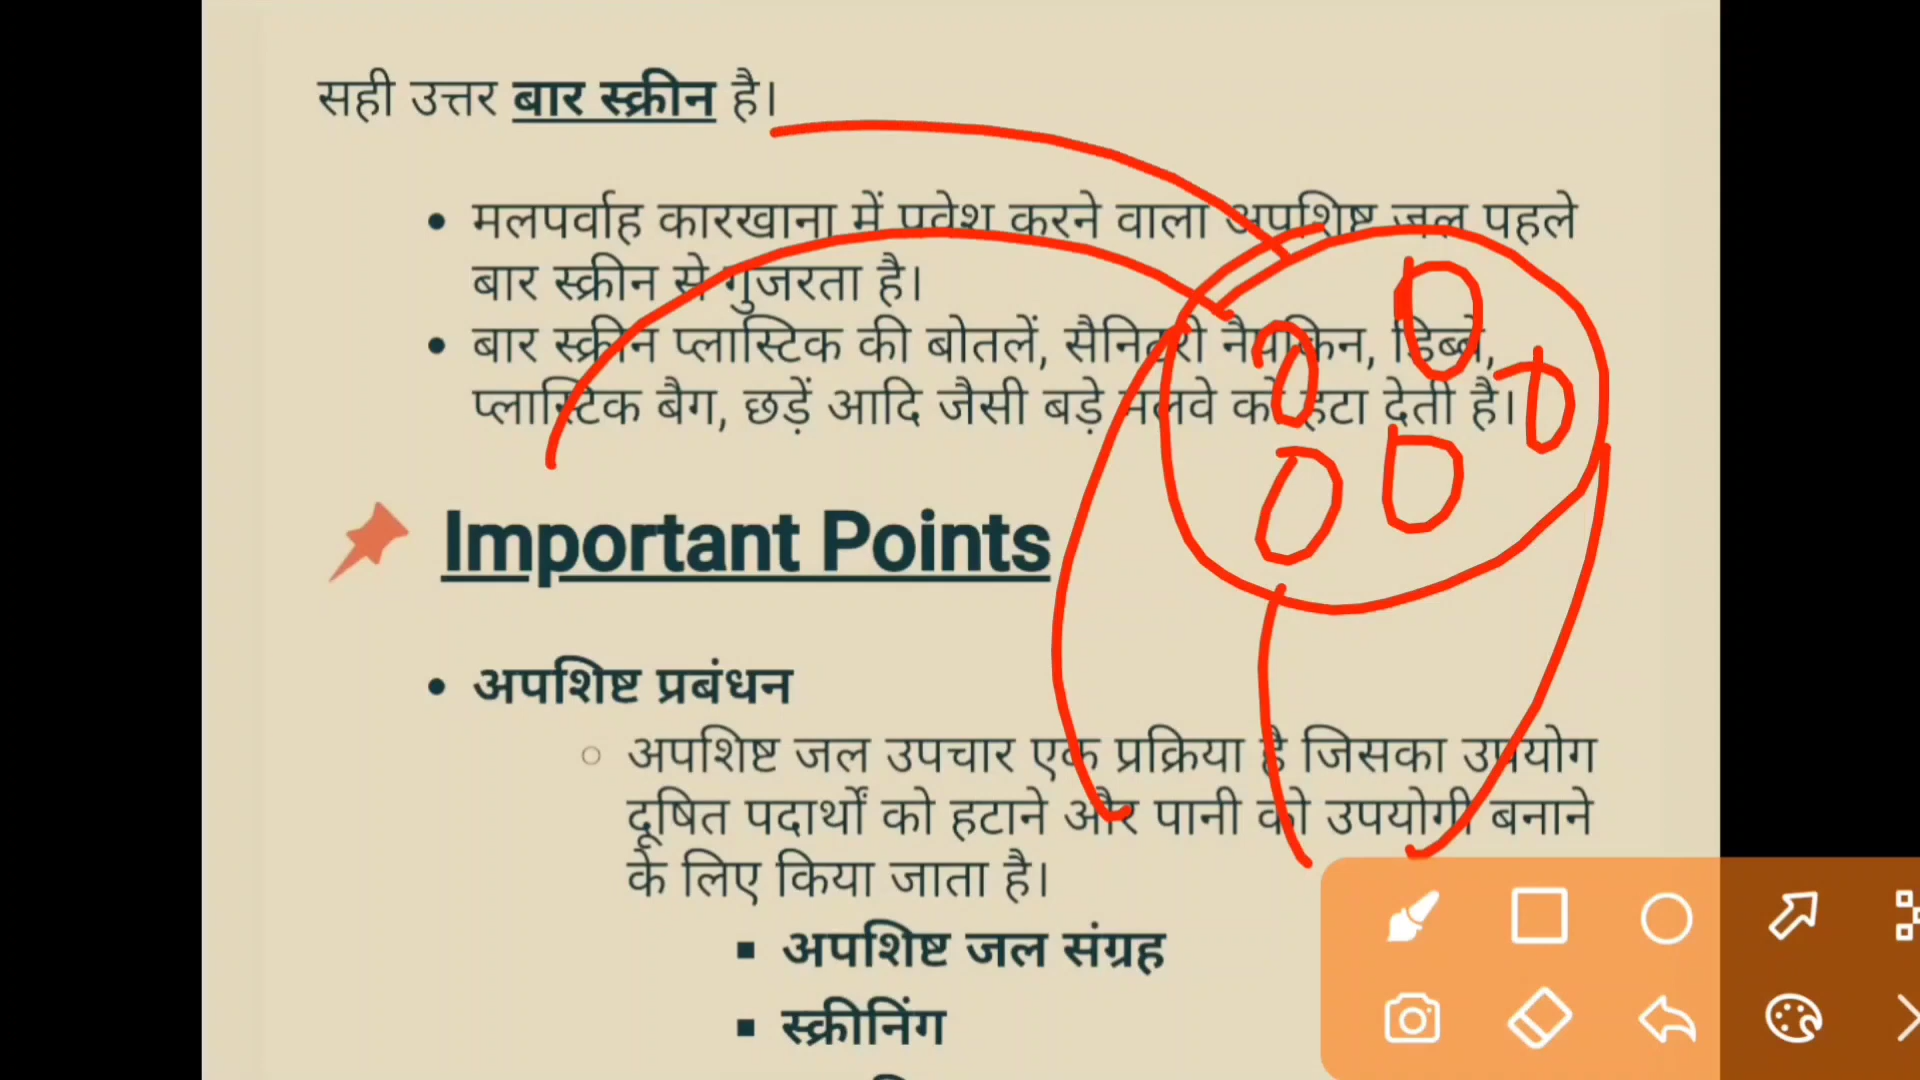 सही उत्तर बार स्क्रीन है।
• मलपर्वाह कारखाना में प्रवेश करने वाला अपशिष्ट जल पहले
बार स्क्रीन से गुजरता है।
• बार स्क्रीन प्लास्टिक की बोतलें, सैनिटरी नैपकिन, डिब्बे,
प्लास्टिक बैग, छड़ें आदि जैसी बड़े मलवे को हटा देती है।
Important Points
• अपशिष्ट प्रबंधन
○ अपशिष्ट जल उपचार एक प्रक्रिया है जिसका उपयोग
दूषित पदार्थों को हटाने और पानी को उपयोगी बनाने
के लिए किया जाता है।
▪ अपशिष्ट जल संग्रह
▪ स्क्रीनिंग